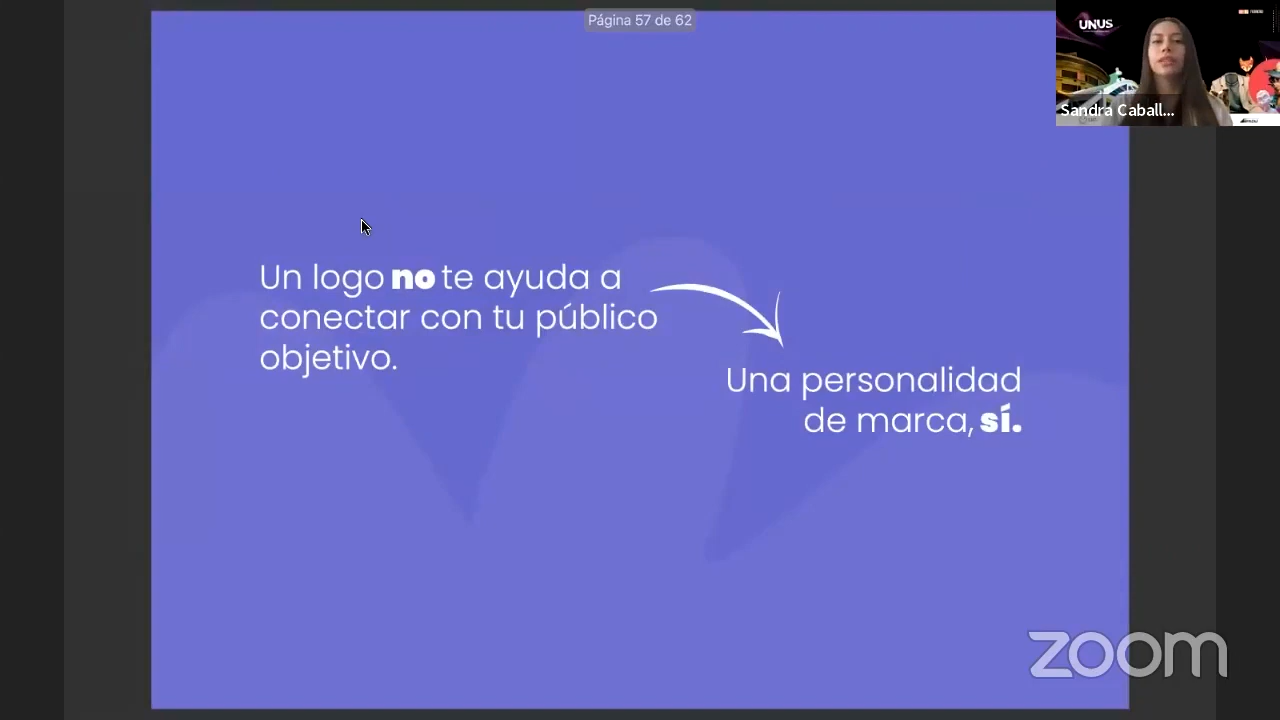 Página 57 de 62
UNUS
Sandra Caball...
Un logo no te ayuda a
conectar con tu público
objetivo.
Una personalidad
de marca, sí.
zoom